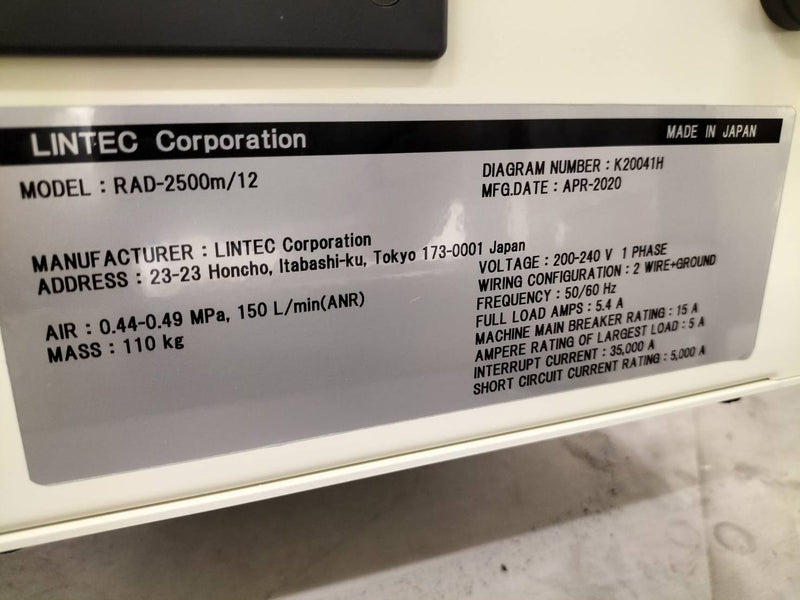 LINTEC Corporation MADE IN JAPAN
MODEL : RAD-2500m/12
DIAGRAM NUMBER : K20041H
MFG.DATE : APR-2020
MANUFACTURER : LINTEC Corporation
ADDRESS : 23-23 Honcho, Itabashi-ku, Tokyo 173-0001 Japan
AIR : 0.44-0.49 MPa, 150 L/min(ANR)
MASS : 110 kg
VOLTAGE : 200-240 V 1 PHASE
WIRING CONFIGURATION : 2 WIRE+GROUND
FREQUENCY : 50/60 Hz
FULL LOAD AMPS : 5.4 A
MACHINE MAIN BREAKER RATING : 15 A
AMPERE RATING OF LARGEST LOAD : 5 A
INTERRUPT CURRENT : 35,000 A
SHORT CIRCUIT CURRENT RATING : 5,000 A